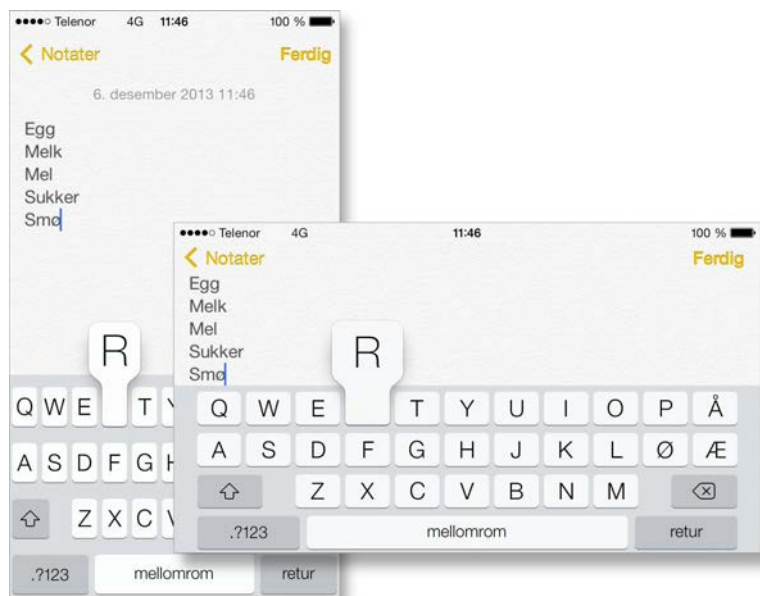 Telenor 4G 11:46 100 %
Notater Ferdig
6. desember 2013 11:46
Egg
Melk
Mel
Sukker
Smø
R
Q W E T Y
A S D F G H
Z X C V
.?123 mellomrom retur
Telenor 4G 11:46 100 %
Notater Ferdig
Egg
Melk
Mel
Sukker
Smø
R
Q W E T Y U I O P Å
A S D F G H J K L Ø Æ
Z X C V B N M
.?123 mellomrom retur